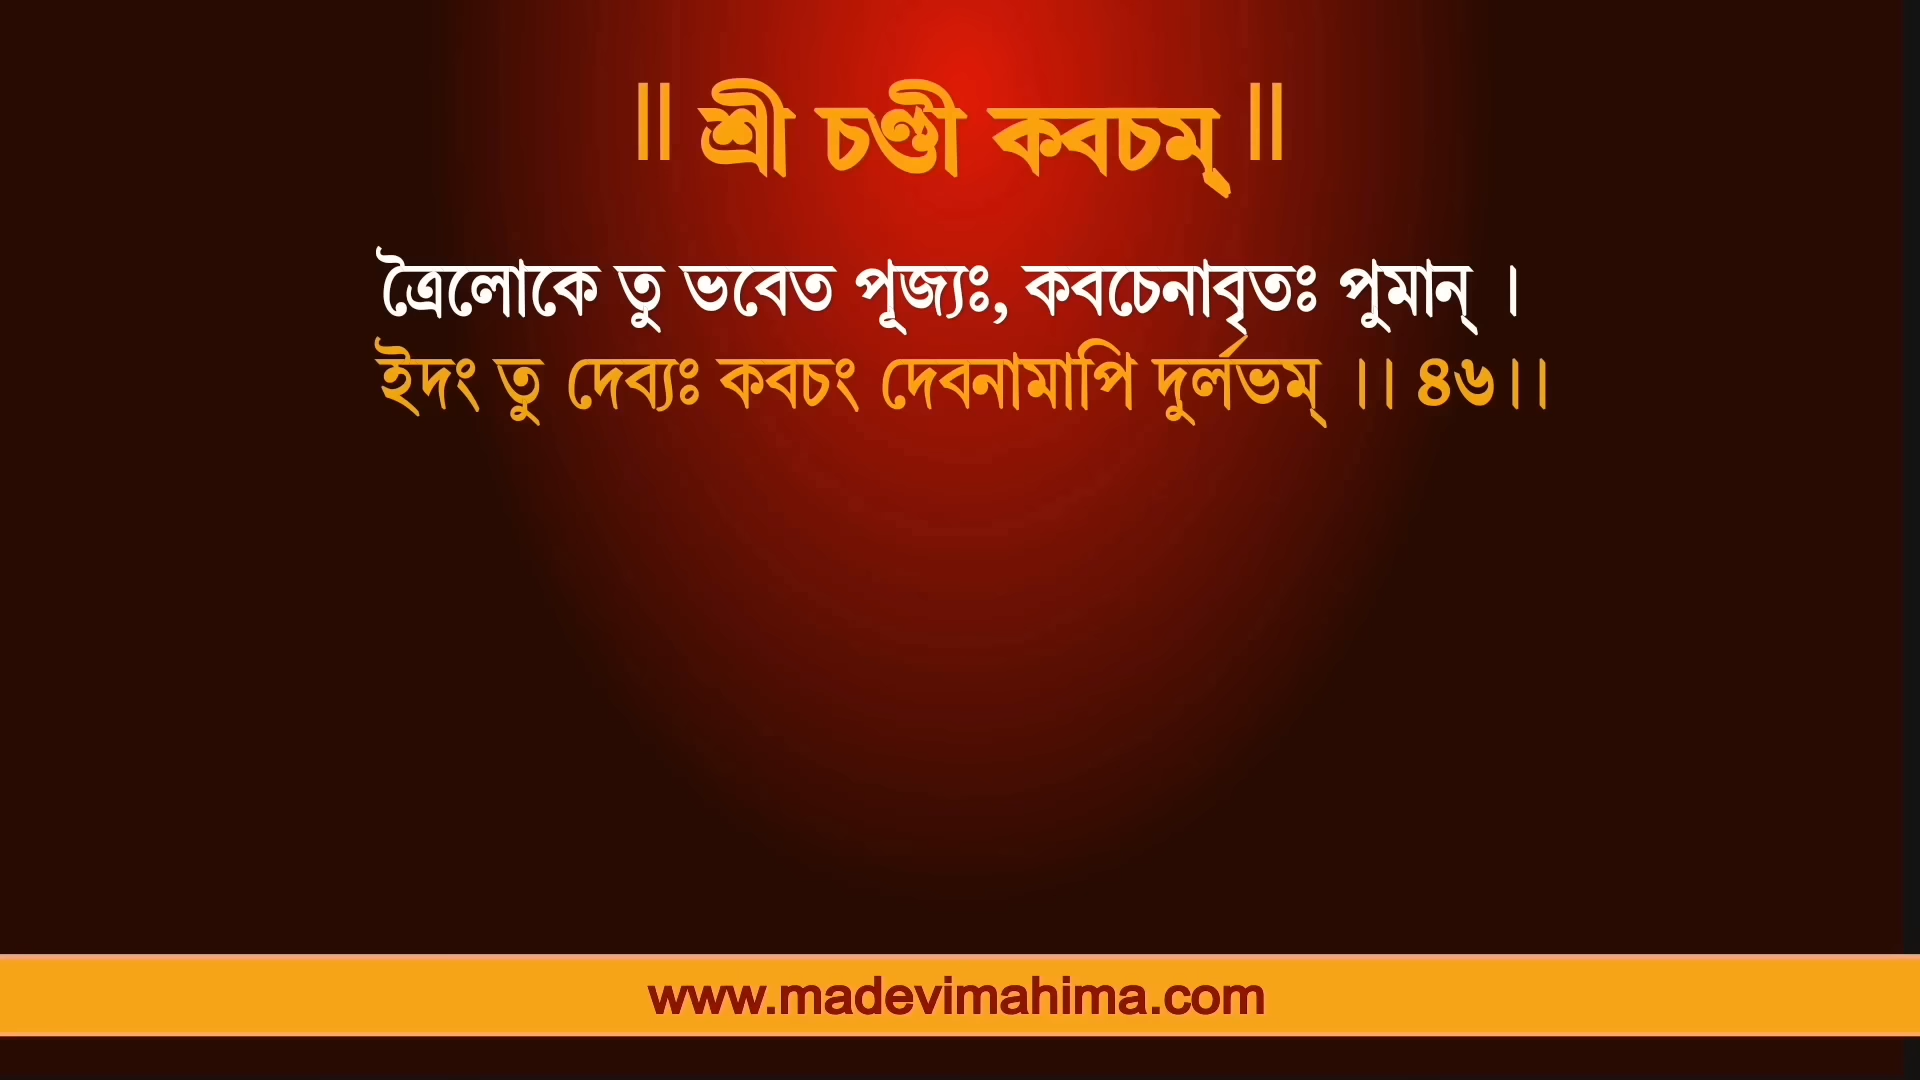 ॥ শ্রী চণ্ডী কবচম্ ॥
ত্রৈলোকে তু ভবেত পূজ্যঃ, কবচেনাবৃতঃ পুমান্ ।
ইদং তু দেব্যঃ কবচং দেবনামাপি দুর্লভম্ ।। ৪৬।।
www.madevimahima.com